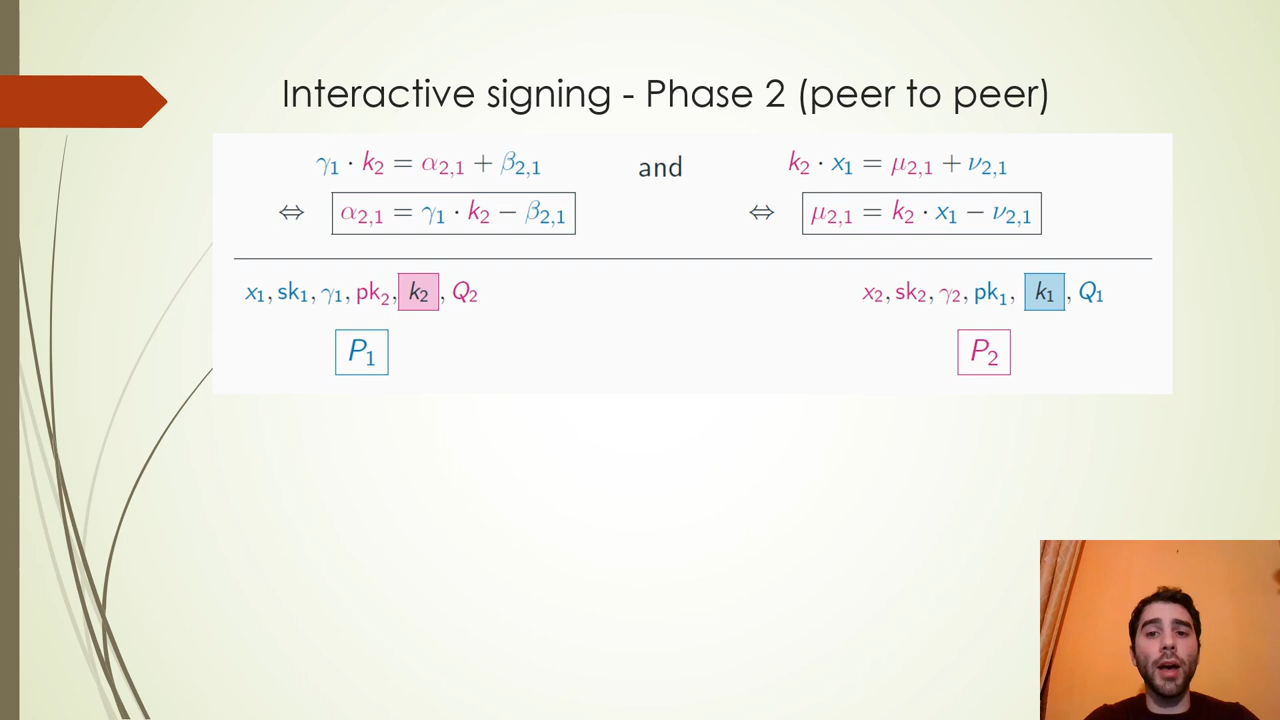 Interactive signing - Phase 2 (peer to peer)
γ₁ · k₂ = α₂,₁ + β₂,₁ and k₂ · x₁ = μ₂,₁ + ν₂,₁
⇔ α₂,₁ = γ₁ · k₂ − β₂,₁ ⇔ μ₂,₁ = k₂ · x₁ − ν₂,₁
x₁, sk₁, γ₁, pk₂, k₂, Q₂ x₂, sk₂, γ₂, pk₁, k₁, Q₁
P₁ P₂